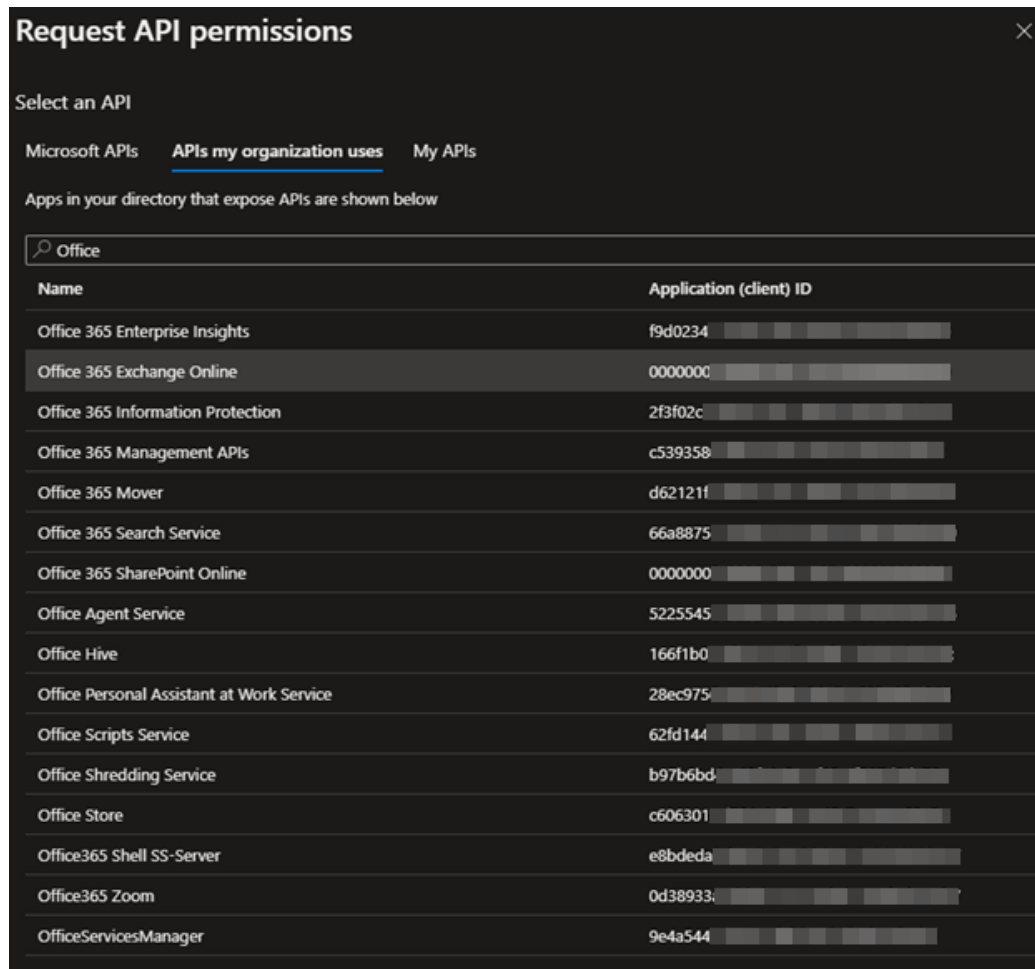 Request API permissions
Select an API
Microsoft APIs APIs my organization uses My APIs
Apps in your directory that expose APIs are shown below
Office
Name Application (client) ID
Office 365 Enterprise Insights f9d0234
Office 365 Exchange Online 0000000
Office 365 Information Protection 2f3f02c
Office 365 Management APIs c539358
Office 365 Mover d62121f
Office 365 Search Service 66a8875
Office 365 SharePoint Online 0000000
Office Agent Service 5225545
Office Hive 166f1b0
Office Personal Assistant at Work Service 28ec975
Office Scripts Service 62fd144
Office Shredding Service b97b6bd
Office Store c606301
Office365 Shell SS-Server e8bdeda
Office365 Zoom 0d38933
OfficeServicesManager 9e4a544